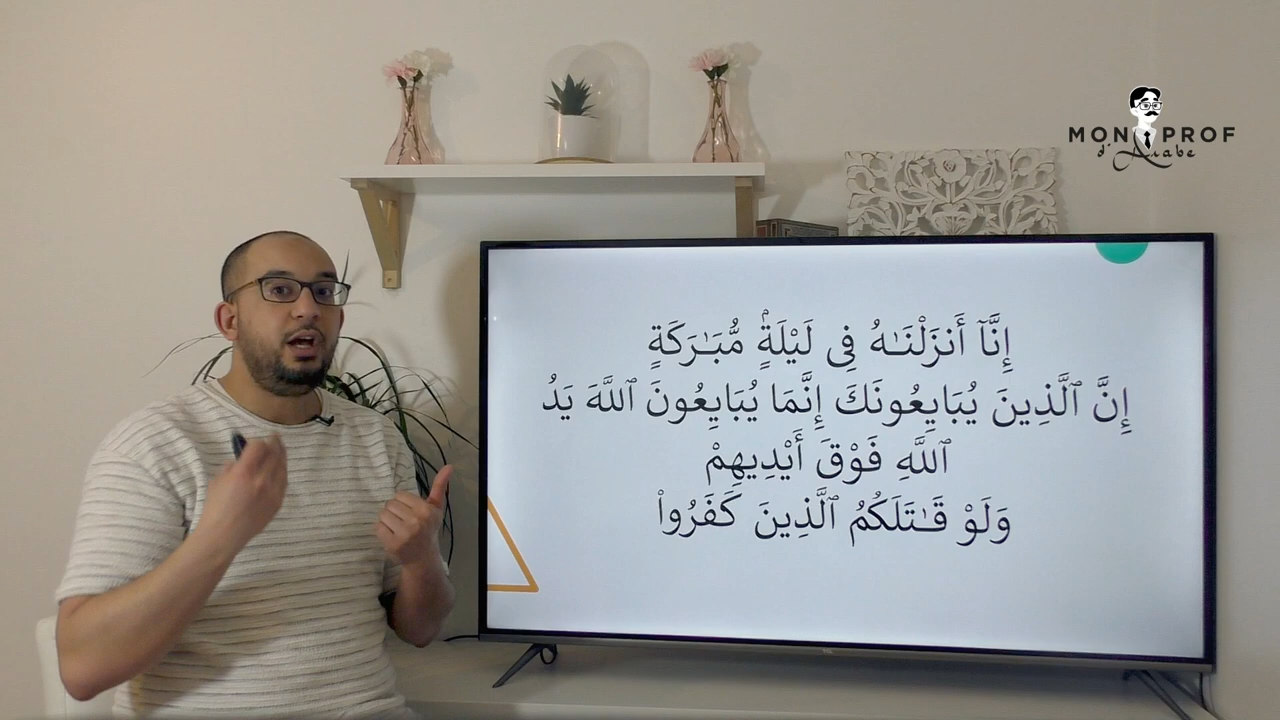 MON PROF
d'Arabe
إِنَّآ أَنزَلْنَـٰهُ فِى لَيْلَةٍۢ مُّبَـٰرَكَةٍ
إِنَّ ٱلَّذِينَ يُبَايِعُونَكَ إِنَّمَا يُبَايِعُونَ ٱللَّهَ يَدُ
ٱللَّهِ فَوْقَ أَيْدِيهِمْ
وَلَوْ قَـٰتَلَكُمُ ٱلَّذِينَ كَفَرُوا۟